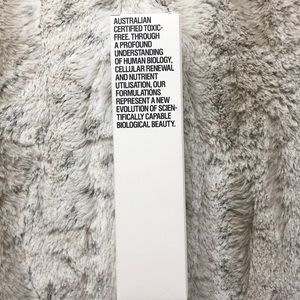 AUSTRALIAN
CERTIFIED TOXIC-
FREE. THROUGH
A PROFOUND
UNDERSTANDING
OF HUMAN BIOLOGY,
CELLULAR RENEWAL
AND NUTRIENT
UTILISATION, OUR
FORMULATIONS
REPRESENT A NEW
EVOLUTION OF SCIEN-
TIFICALLY CAPABLE
BIOLOGICAL BEAUTY.